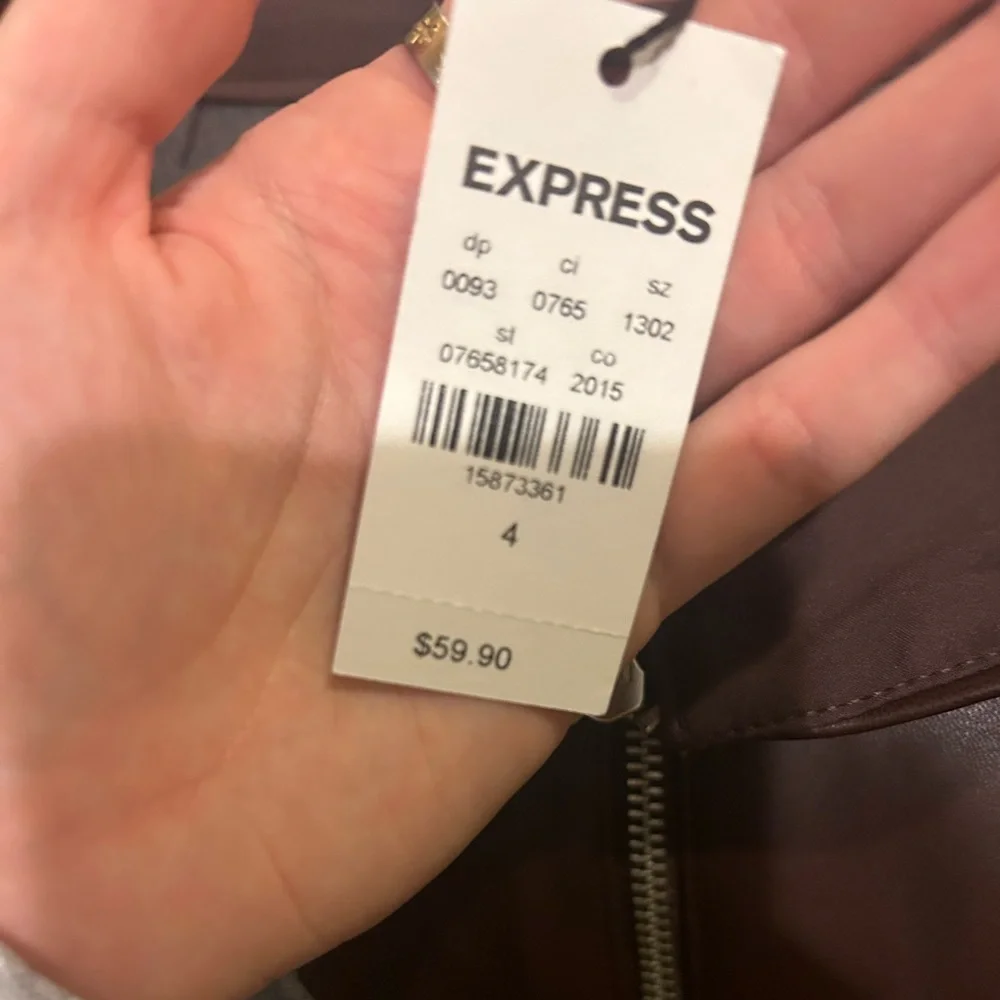 EXPRESS
dp ci sz
0093 0765 1302
st co
07658174 2015
15873361
4
$59.90